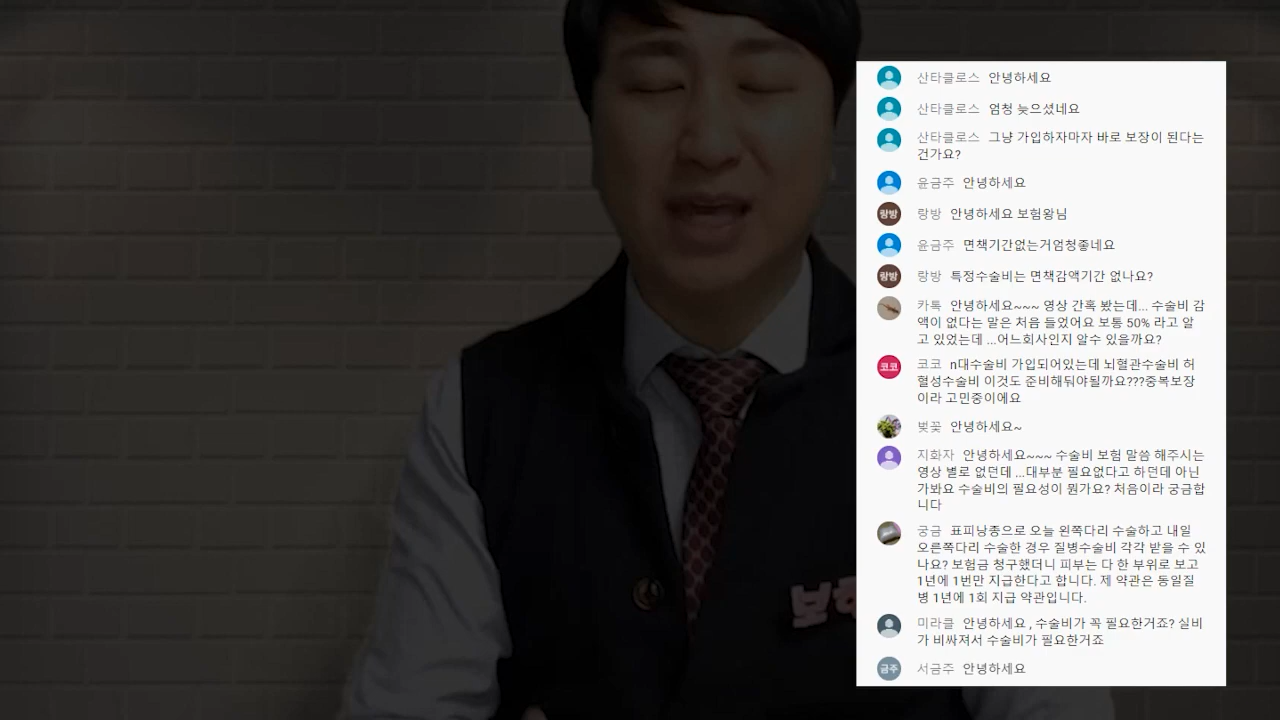 산타클로스 안녕하세요
산타클로스 엄청 늦으셨네요
산타클로스 그냥 가입하자마자 바로 보장이 된다는
건가요?
윤금주 안녕하세요
랑방 랑방 안녕하세요 보험왕님
윤금주 면책기간없는거엄청좋네요
랑방 랑방 특정수술비는 면책감액기간 없나요?
카톡 안녕하세요~~~ 영상 간혹 봤는데... 수술비 감
액이 없다는 말은 처음 들었어요 보통 50% 라고 알
고 있었는데 ...어느회사인지 알수 있을까요?
코코 코코 n대수술비 가입되어있는데 뇌혈관수술비 허
혈성수술비 이것도 준비해둬야될까요???중복보장
이라 고민중이에요
벚꽃 안녕하세요~
지화자 안녕하세요~~~ 수술비 보험 말씀 해주시는
영상 별로 없던데 ...대부분 필요없다고 하던데 아닌
가봐요 수술비의 필요성이 뭔가요? 처음이라 궁금합
니다
궁금 표피낭종으로 오늘 왼쪽다리 수술하고 내일
오른쪽다리 수술한 경우 질병수술비 각각 받을 수 있
나요? 보험금 청구했더니 피부는 다 한 부위로 보고
1년에 1번만 지급한다고 합니다. 제 약관은 동일질
병 1년에 1회 지급 약관입니다.
미라클 안녕하세요 , 수술비가 꼭 필요한거죠? 실비
가 비싸져서 수술비가 필요한거죠
금주 서금주 안녕하세요